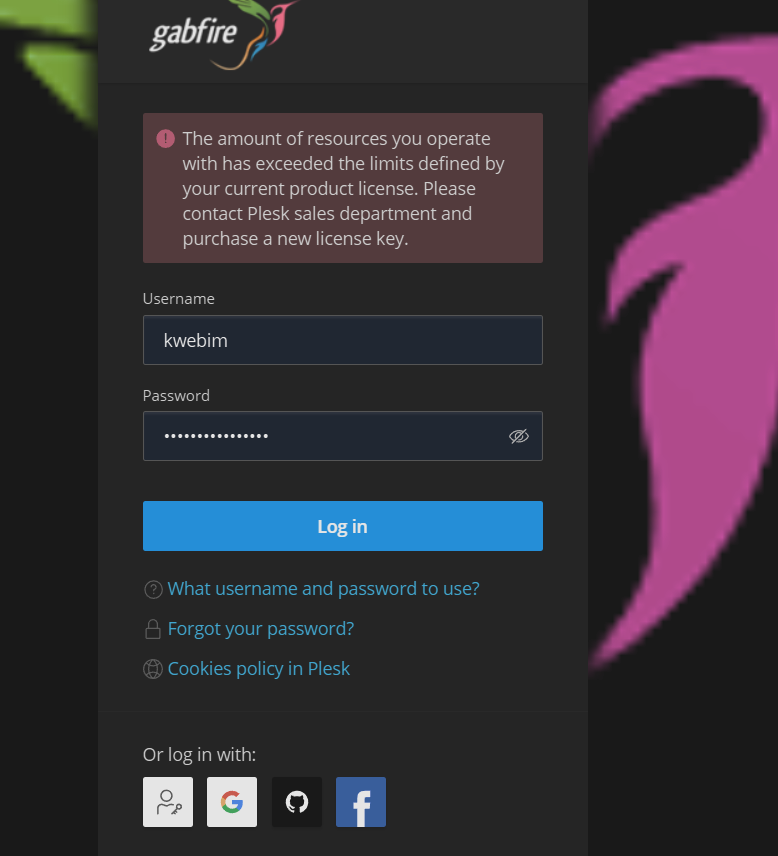 gabfire
The amount of resources you operate
with has exceeded the limits defined by
your current product license. Please
contact Plesk sales department and
purchase a new license key.
Username
kwebim
Password
••••••••••••••••
Log in
What username and password to use?
Forgot your password?
Cookies policy in Plesk
Or log in with: